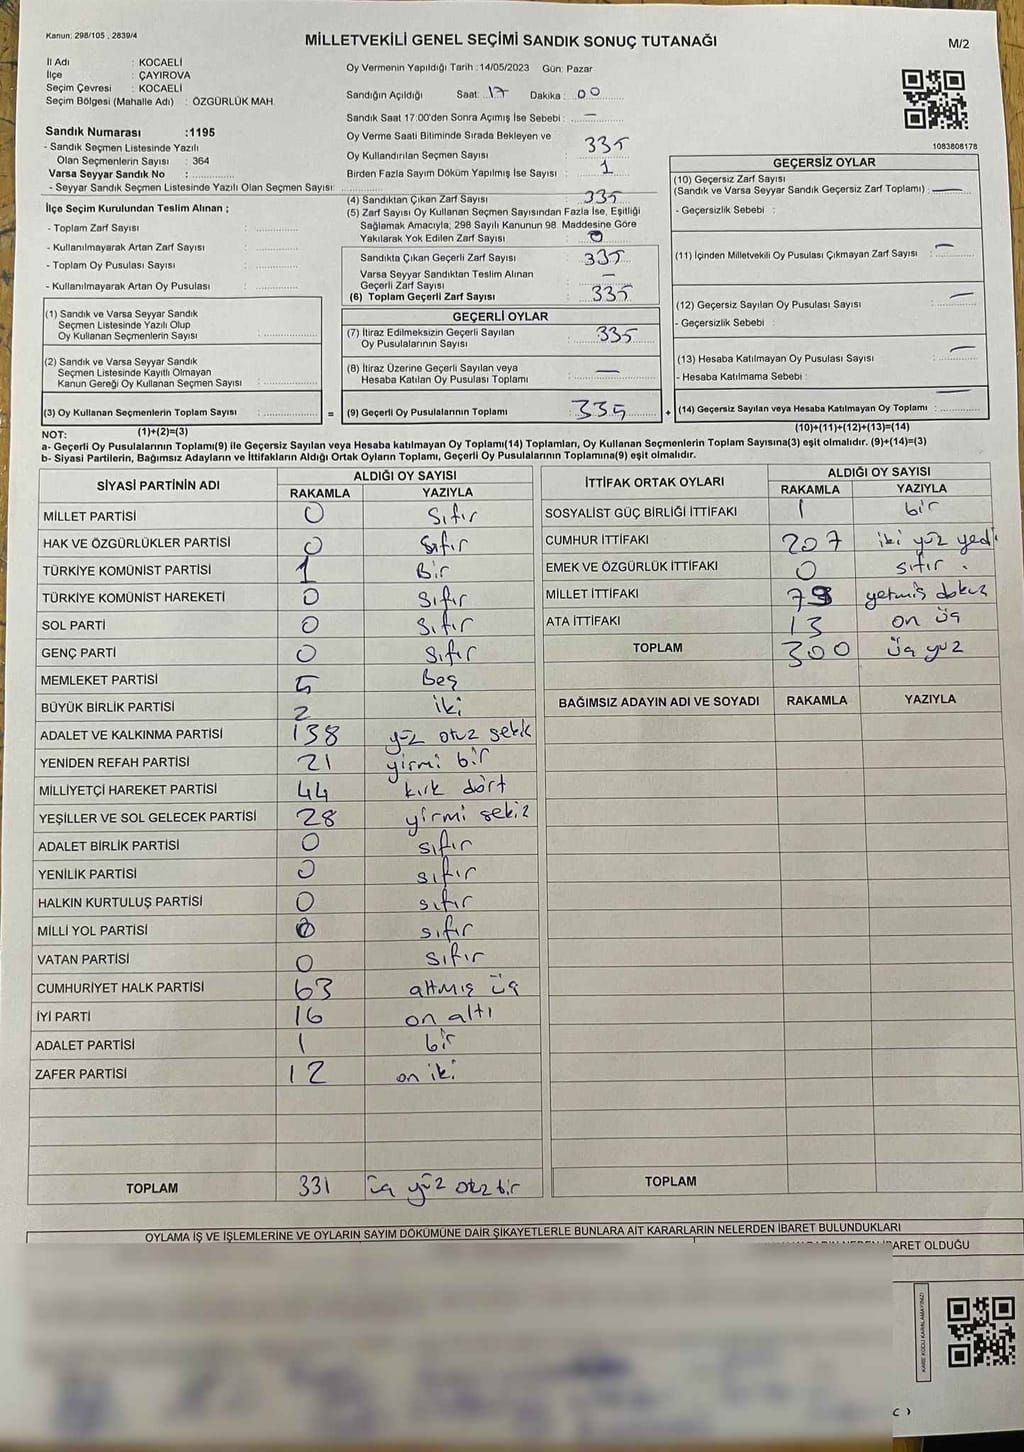 Kanun: 298/105 , 2839/4
MİLLETVEKİLİ GENEL SEÇİMİ SANDIK SONUÇ TUTANAĞI
M/2
İl Adı : KOCAELİ
İlçe : ÇAYIROVA
Seçim Çevresi : KOCAELİ
Seçim Bölgesi (Mahalle Adı) : ÖZGÜRLÜK MAH.
Sandık Numarası :1195
- Sandık Seçmen Listesinde Yazılı
Olan Seçmenlerin Sayısı : 364
Varsa Seyyar Sandık No :
- Seyyar Sandık Seçmen Listesinde Yazılı Olan Seçmen Sayısı:
İlçe Seçim Kurulundan Teslim Alınan ;
- Toplam Zarf Sayısı :
- Kullanılmayarak Artan Zarf Sayısı :
- Toplam Oy Pusulası Sayısı :
- Kullanılmayarak Artan Oy Pusulası :
(1) Sandık ve Varsa Seyyar Sandık
Seçmen Listesinde Yazılı Olup
Oy Kullanan Seçmenlerin Sayısı :
(2) Sandık ve Varsa Seyyar Sandık
Seçmen Listesinde Kayıtlı Olmayan
Kanun Gereği Oy Kullanan Seçmen Sayısı :
(3) Oy Kullanan Seçmenlerin Toplam Sayısı :
Oy Vermenin Yapıldığı Tarih :14/05/2023 Gün: Pazar
Sandığın Açıldığı Saat: 17 Dakika : 00
Sandık Saat 17:00'den Sonra Açımış İse Sebebi : —
Oy Verme Saati Bitiminde Sırada Bekleyen ve
Oy Kullandırılan Seçmen Sayısı : 335
Birden Fazla Sayım Döküm Yapılmış İse Sayısı : 1
(4) Sandıktan Çıkan Zarf Sayısı : 335
(5) Zarf Sayısı Oy Kullanan Seçmen Sayısından Fazla İse, Eşitliği
Sağlamak Amacıyla; 298 Sayılı Kanunun 98. Maddesine Göre
Yakılarak Yok Edilen Zarf Sayısı : 0
Sandıkta Çıkan Geçerli Zarf Sayısı : 335
Varsa Seyyar Sandıktan Teslim Alınan
Geçerli Zarf Sayısı : —
(6) Toplam Geçerli Zarf Sayısı : 335
GEÇERLİ OYLAR
(7) İtiraz Edilmeksizin Geçerli Sayılan
Oy Pusulalarının Sayısı : 335
(8) İtiraz Üzerine Geçerli Sayılan veya
Hesaba Katılan Oy Pusulası Toplamı : —
= (9) Geçerli Oy Pusulalarının Toplamı : 335
1083808178
GEÇERSİZ OYLAR
(10) Geçersiz Zarf Sayısı
(Sandık ve Varsa Seyyar Sandık Geçersiz Zarf Toplamı) : —
- Geçersizlik Sebebi :
(11) İçinden Milletvekili Oy Pusulası Çıkmayan Zarf Sayısı : —
(12) Geçersiz Sayılan Oy Pusulası Sayısı : —
- Geçersizlik Sebebi :
(13) Hesaba Katılmayan Oy Pusulası Sayısı : —
- Hesaba Katılmama Sebebi :
+ (14) Geçersiz Sayılan veya Hesaba Katılmayan Oy Toplamı : —
NOT: (1)+(2)=(3) (10)+(11)+(12)+(13)=(14)
a- Geçerli Oy Pusulalarının Toplamı(9) ile Geçersiz Sayılan veya Hesaba katılmayan Oy Toplamı(14) Toplamları, Oy Kullanan Seçmenlerin Toplam Sayısına(3) eşit olmalıdır. (9)+(14)=(3)
b- Siyasi Partilerin, Bağımsız Adayların ve İttifakların Aldığı Ortak Oyların Toplamı, Geçerli Oy Pusulalarının Toplamına(9) eşit olmalıdır.
SİYASİ PARTİNİN ADI ALDIĞI OY SAYISI
RAKAMLA YAZIYLA
MİLLET PARTİSİ 0 sıfır
HAK VE ÖZGÜRLÜKLER PARTİSİ 0 sıfır
TÜRKİYE KOMÜNİST PARTİSİ 1 Bir
TÜRKİYE KOMÜNİST HAREKETİ 0 sıfır
SOL PARTİ 0 sıfır
GENÇ PARTİ 0 sıfır
MEMLEKET PARTİSİ 5 Beş
BÜYÜK BİRLİK PARTİSİ 2 iki
ADALET VE KALKINMA PARTİSİ 138 yüz otuz sekiz
YENİDEN REFAH PARTİSİ 21 yirmi bir
MİLLİYETÇİ HAREKET PARTİSİ 44 kırk dört
YEŞİLLER VE SOL GELECEK PARTİSİ 28 yirmi sekiz
ADALET BİRLİK PARTİSİ 0 sıfır
YENİLİK PARTİSİ 0 sıfır
HALKIN KURTULUŞ PARTİSİ 0 sıfır
MİLLİ YOL PARTİSİ 0 sıfır
VATAN PARTİSİ 0 sıfır
CUMHURİYET HALK PARTİSİ 63 altmış üç
İYİ PARTİ 16 on altı
ADALET PARTİSİ 1 bir
ZAFER PARTİSİ 12 on iki
TOPLAM 331 üç yüz otuz bir
İTTİFAK ORTAK OYLARI ALDIĞI OY SAYISI
RAKAMLA YAZIYLA
SOSYALİST GÜÇ BİRLİĞİ İTTİFAKI 1 bir
CUMHUR İTTİFAKI 207 iki yüz yedi
EMEK VE ÖZGÜRLÜK İTTİFAKI 0 sıfır .
MİLLET İTTİFAKI 79 yetmiş dokuz
ATA İTTİFAKI 13 on üç
TOPLAM 300 üç yüz
BAĞIMSIZ ADAYIN ADI VE SOYADI RAKAMLA YAZIYLA
TOPLAM
OYLAMA İŞ VE İŞLEMLERİNE VE OYLARIN SAYIM DÖKÜMÜNE DAİR ŞİKAYETLERLE BUNLARA AİT KARARLARIN NELERDEN İBARET BULUNDUKLARI
OLDUĞU
KARE KODU KARALAMAYINIZ!